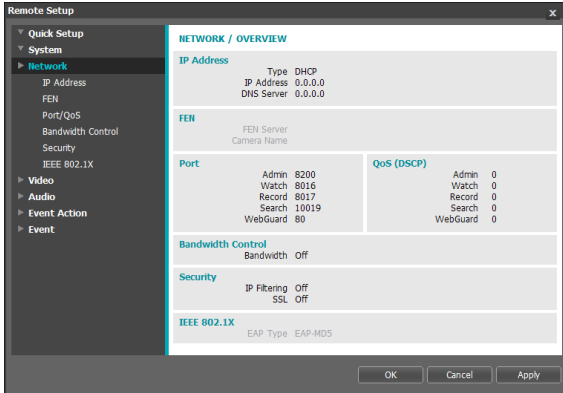 Remote Setup
x
Quick Setup
System
Network
IP Address
FEN
Port/QoS
Bandwidth Control
Security
IEEE 802.1X
Video
Audio
Event Action
Event
NETWORK / OVERVIEW
IP Address
Type DHCP
IP Address 0.0.0.0
DNS Server 0.0.0.0
FEN
FEN Server
Camera Name
Port
Admin 8200
Watch 8016
Record 8017
Search 10019
WebGuard 80
QoS (DSCP)
Admin 0
Watch 0
Record 0
Search 0
WebGuard 0
Bandwidth Control
Bandwidth Off
Security
IP Filtering Off
SSL Off
IEEE 802.1X
EAP Type EAP-MD5
OK Cancel Apply